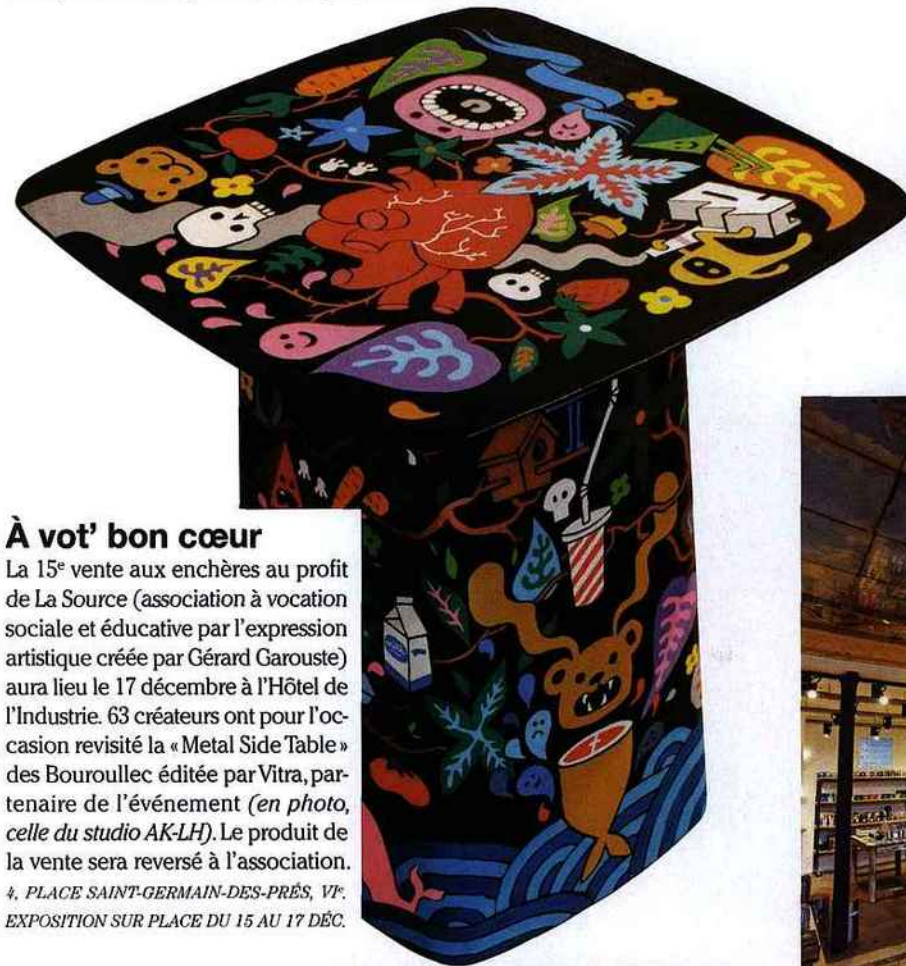 À vot' bon cœur
La 15e vente aux enchères au profit
de La Source (association à vocation
sociale et éducative par l'expression
artistique créée par Gérard Garouste)
aura lieu le 17 décembre à l'Hôtel de
l'Industrie. 63 créateurs ont pour l'oc-
casion revisité la « Metal Side Table »
des Bouroullec éditée par Vitra, par-
tenaire de l'événement (en photo,
celle du studio AK-LH). Le produit de
la vente sera reversé à l'association.
4, PLACE SAINT-GERMAIN-DES-PRÉS, VIe.
EXPOSITION SUR PLACE DU 15 AU 17 DÉC.